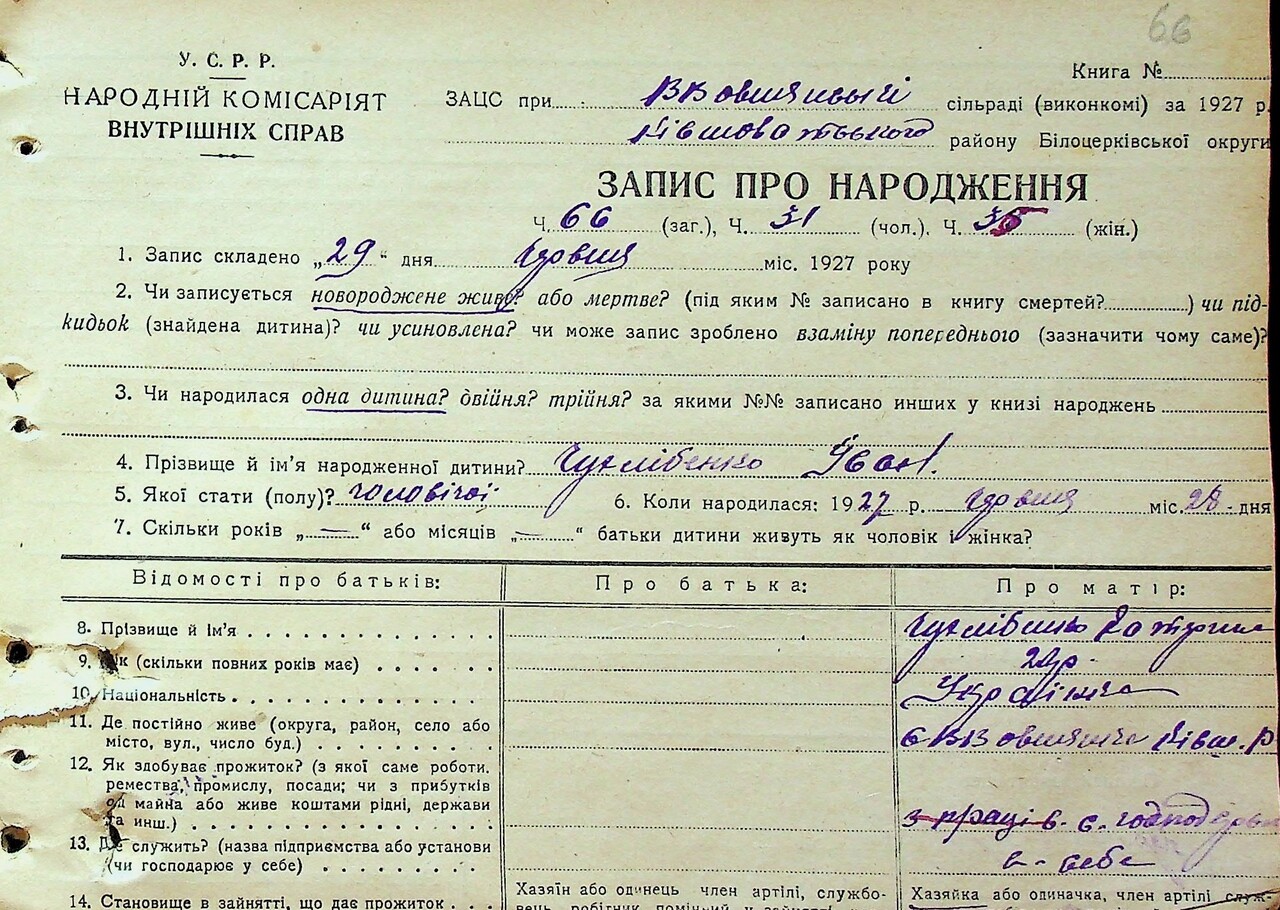 66
У. С. Р. Р.
НАРОДНІЙ КОМІСАРІЯТ
ВНУТРІШНІХ СПРАВ
Книга №
ЗАЦС при сільраді (виконкомі) за 1927 р.
району Білоцерківської округи
ЗАПИС ПРО НАРОДЖЕННЯ
Ч. 66 (заг.), Ч. 31 (чол.), Ч. 35 (жін.)
1. Запис складено „29“ дня червня міс. 1927 року
2. Чи записується новороджене живе? або мертве? (під яким № записано в книгу смертей? ) чи під-
кидьок (знайдена дитина)? чи усиновлена? чи може запис зроблено взаміну попереднього (зазначити чому саме)?
3. Чи народилася одна дитина? двійня? трійня? за якими №№ записано инших у книзі народжень
4. Прізвище й ім’я народженної дитини? Іван.
5. Якої стати (полу)? чоловічої 6. Коли народилась: 1927 р. червня міс. 28. дня
7. Скільки років „ “ або місяців „ “ батьки дитини живуть як чоловік і жінка?
Відомості про батьків: Про батька: Про матір:
8. Прізвище й ім’я Катерина
9. Вік (скільки повних років має)
10. Національність Українка
11. Де постійно живе (округа, район, село або
місто, вул., число буд.)
12. Як здобуває прожиток? (з якої саме роботи.
ремества, промислу, посади; чи з прибутків
од майна або живе коштами рідні, держави
та инш.) з праці в с.
13. Де служить? (назва підприємства або установи
(чи господарює у себе) в себе
14. Становище в зайнятті, що дає прожиток
Хазяїн або одинець член артілі, службо-
Хазяйка або одиначка, член артілі служ-